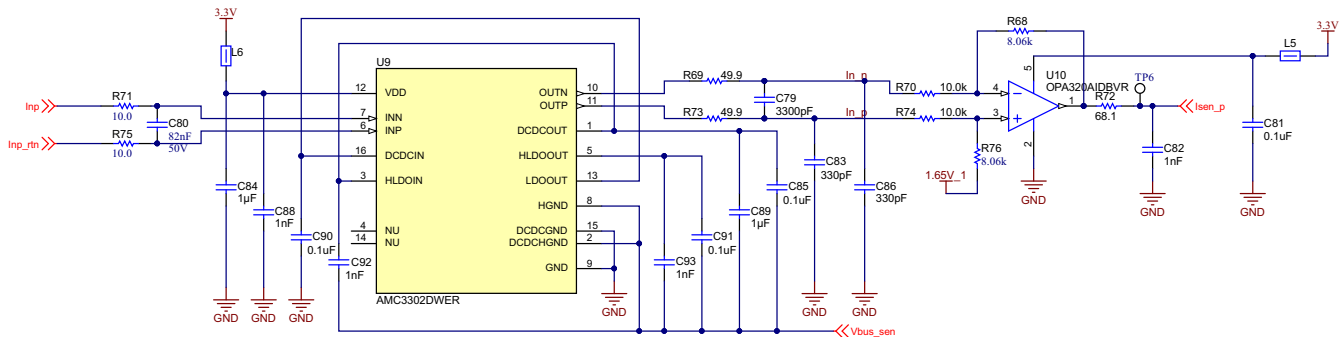 3.3V
L6
U9
Inp
R71
10.0
C80
82nF
50V
Inp_rtn
R75
10.0
12
VDD
7
INN
6
INP
16
DCDCIN
3
HLDOIN
4
NU
14
NU
OUTN
10
OUTP
11
DCDCOUT
1
HLDOOUT
5
LDOOUT
13
HGND
8
DCDCGND
15
DCDCHGND
2
GND
9
AMC3302DWER
C84
1µF
C88
1nF
C90
0.1uF
C92
1nF
GND
GND
GND
GND
R69
49.9
In_p
C79
3300pF
R73
49.9
In_p
R70
10.0k
R74
10.0k
R68
8.06k
R76
8.06k
1.65V_1
C83
330pF
C86
330pF
C85
0.1uF
C89
1µF
C91
0.1uF
C93
1nF
Vbus_sen
GND
GND
5
U10
OPA320AIDBVR
4
3
1
2
GND
R72
68.1
TP6
Isen_p
C82
1nF
GND
C81
0.1uF
GND
L5
3.3V